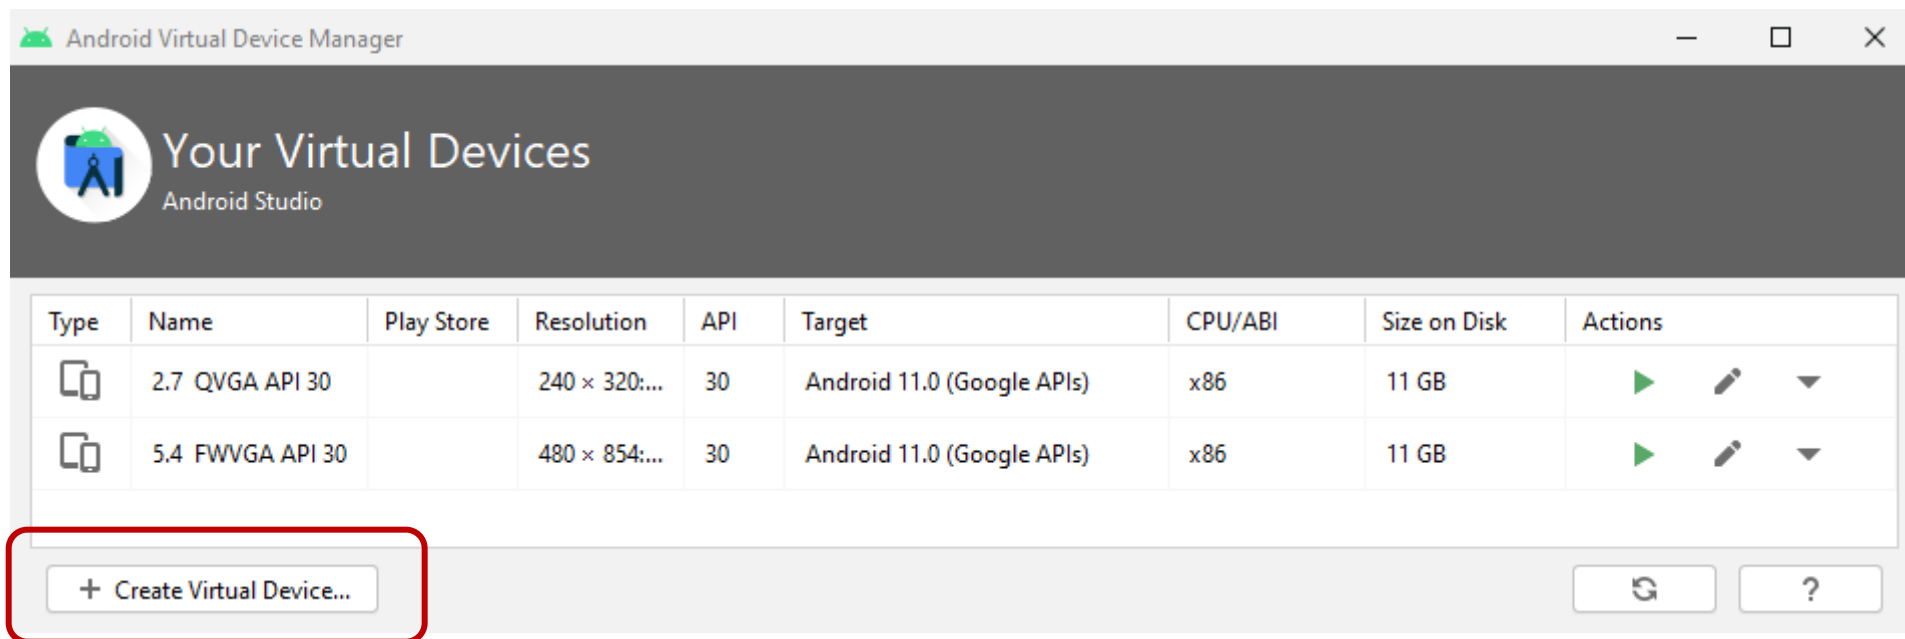 Android Virtual Device Manager
Your Virtual Devices
Android Studio
Type Name Play Store Resolution API Target CPU/ABI Size on Disk Actions
2.7 QVGA API 30 240 × 320:... 30 Android 11.0 (Google APIs) x86 11 GB
5.4 FWVGA API 30 480 × 854:... 30 Android 11.0 (Google APIs) x86 11 GB
+ Create Virtual Device... ?